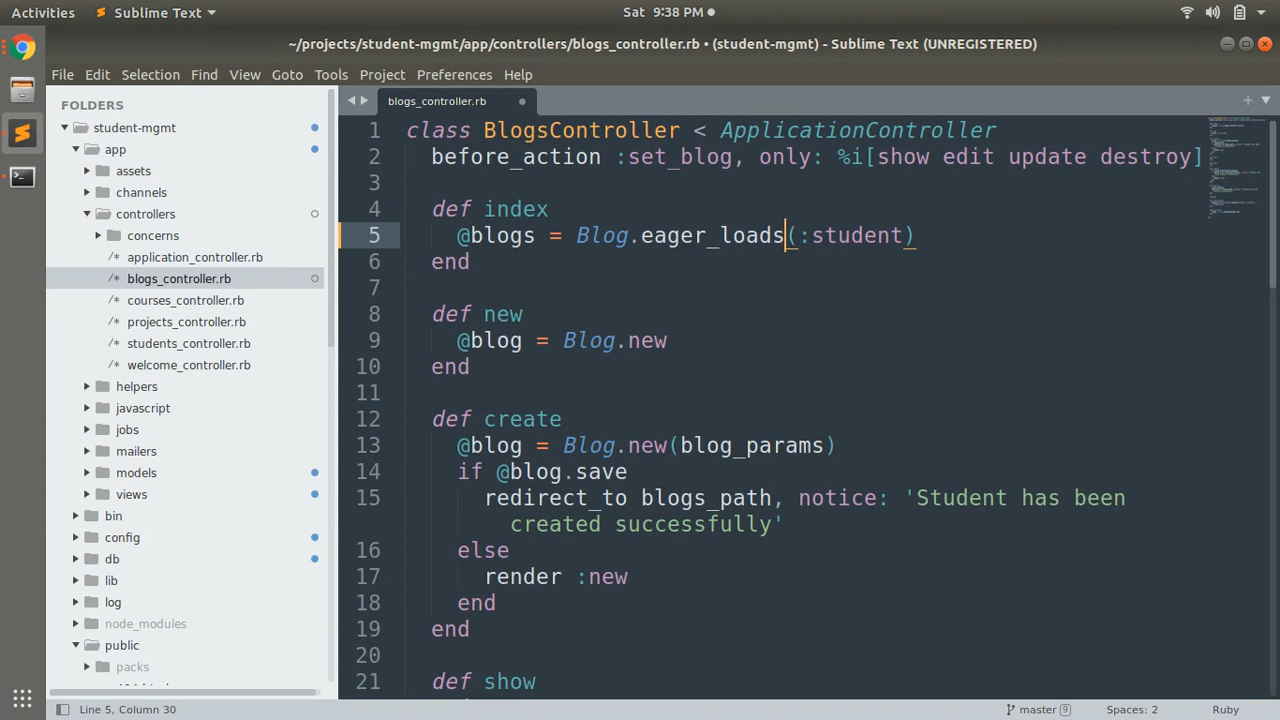 Activities Sublime Text Sat 9:38 PM
~/projects/student-mgmt/app/controllers/blogs_controller.rb • (student-mgmt) - Sublime Text (UNREGISTERED)
File Edit Selection Find View Goto Tools Project Preferences Help
FOLDERS
student-mgmt
app
assets
channels
controllers
concerns
/* application_controller.rb
/* blogs_controller.rb
/* courses_controller.rb
/* projects_controller.rb
/* students_controller.rb
/* welcome_controller.rb
helpers
javascript
jobs
mailers
models
views
bin
config
db
lib
log
node_modules
public
packs
blogs_controller.rb
1 class BlogsController < ApplicationController
2 before_action :set_blog, only: %i[show edit update destroy]
3
4 def index
5 @blogs = Blog.eager_loads(:student)
6 end
7
8 def new
9 @blog = Blog.new
10 end
11
12 def create
13 @blog = Blog.new(blog_params)
14 if @blog.save
15 redirect_to blogs_path, notice: 'Student has been
created successfully'
16 else
17 render :new
18 end
19 end
20
21 def show
Line 5, Column 30 master 9 Spaces: 2 Ruby